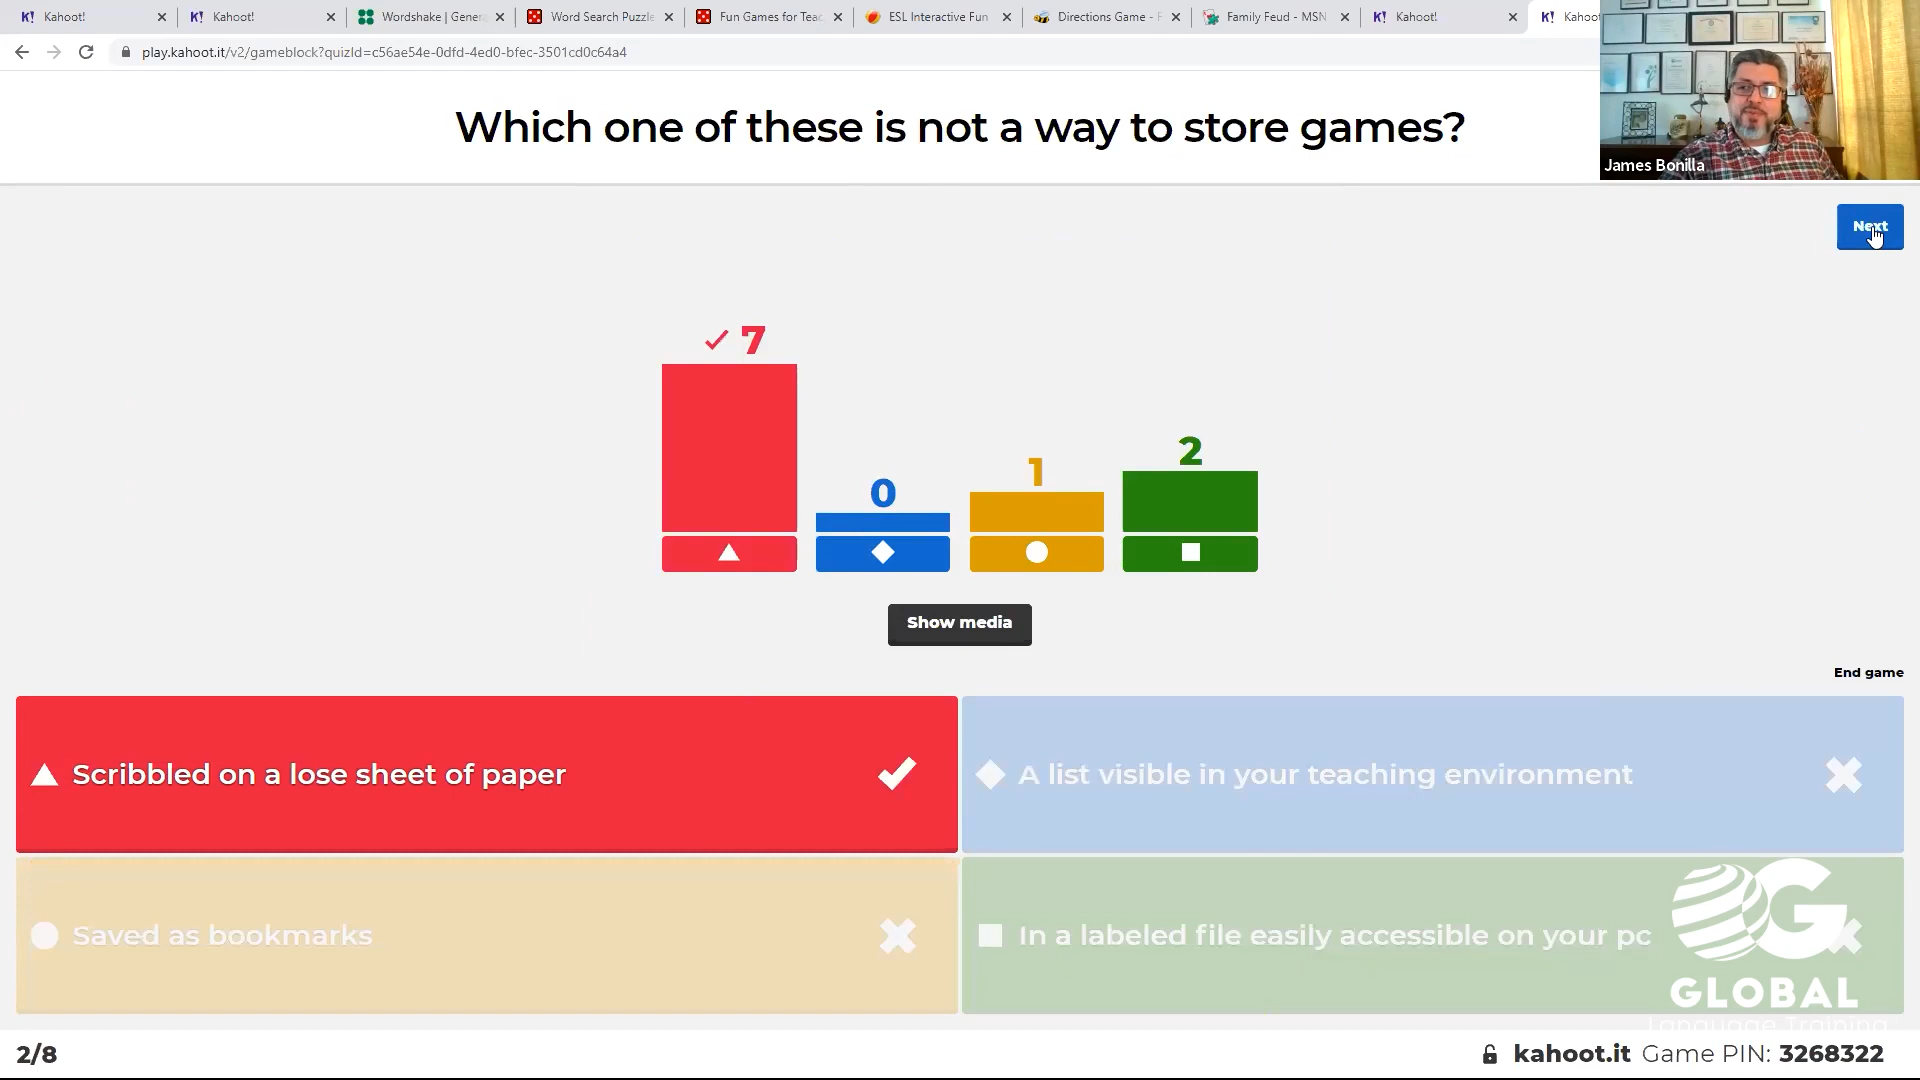 Kahoot!
Kahoot!
Wordshake | Gener
Word Search Puzzle
Fun Games for Teac
ESL Interactive Fun
Directions Game - F
Family Feud - MSN
Kahoot!
Kahoo
play.kahoot.it/v2/gameblock?quizId=c56ae54e-0dfd-4ed0-bfec-3501cd0c64a4
Which one of these is not a way to store games?
James Bonilla
Next
7
0
1
2
Show media
End game
Scribbled on a lose sheet of paper
A list visible in your teaching environment
Saved as bookmarks
In a labeled file easily accessible on your pc
GLOBAL
Language Training
2/8
kahoot.it Game PIN: 3268322